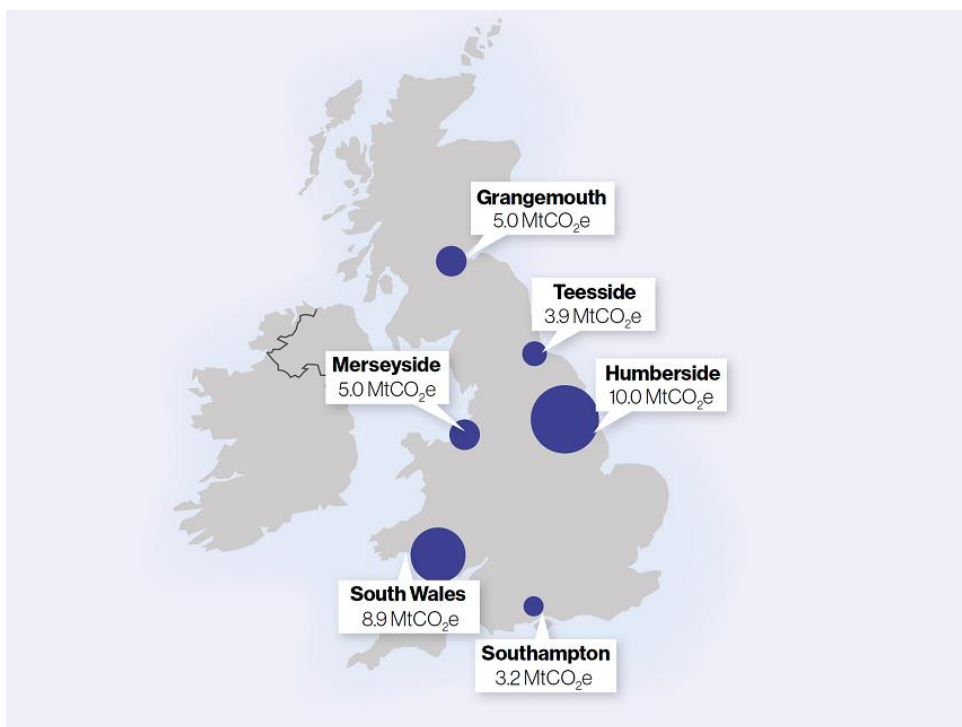 Grangemouth
5.0 MtCO₂e
Teesside
3.9 MtCO₂e
Merseyside
5.0 MtCO₂e
Humberside
10.0 MtCO₂e
South Wales
8.9 MtCO₂e
Southampton
3.2 MtCO₂e